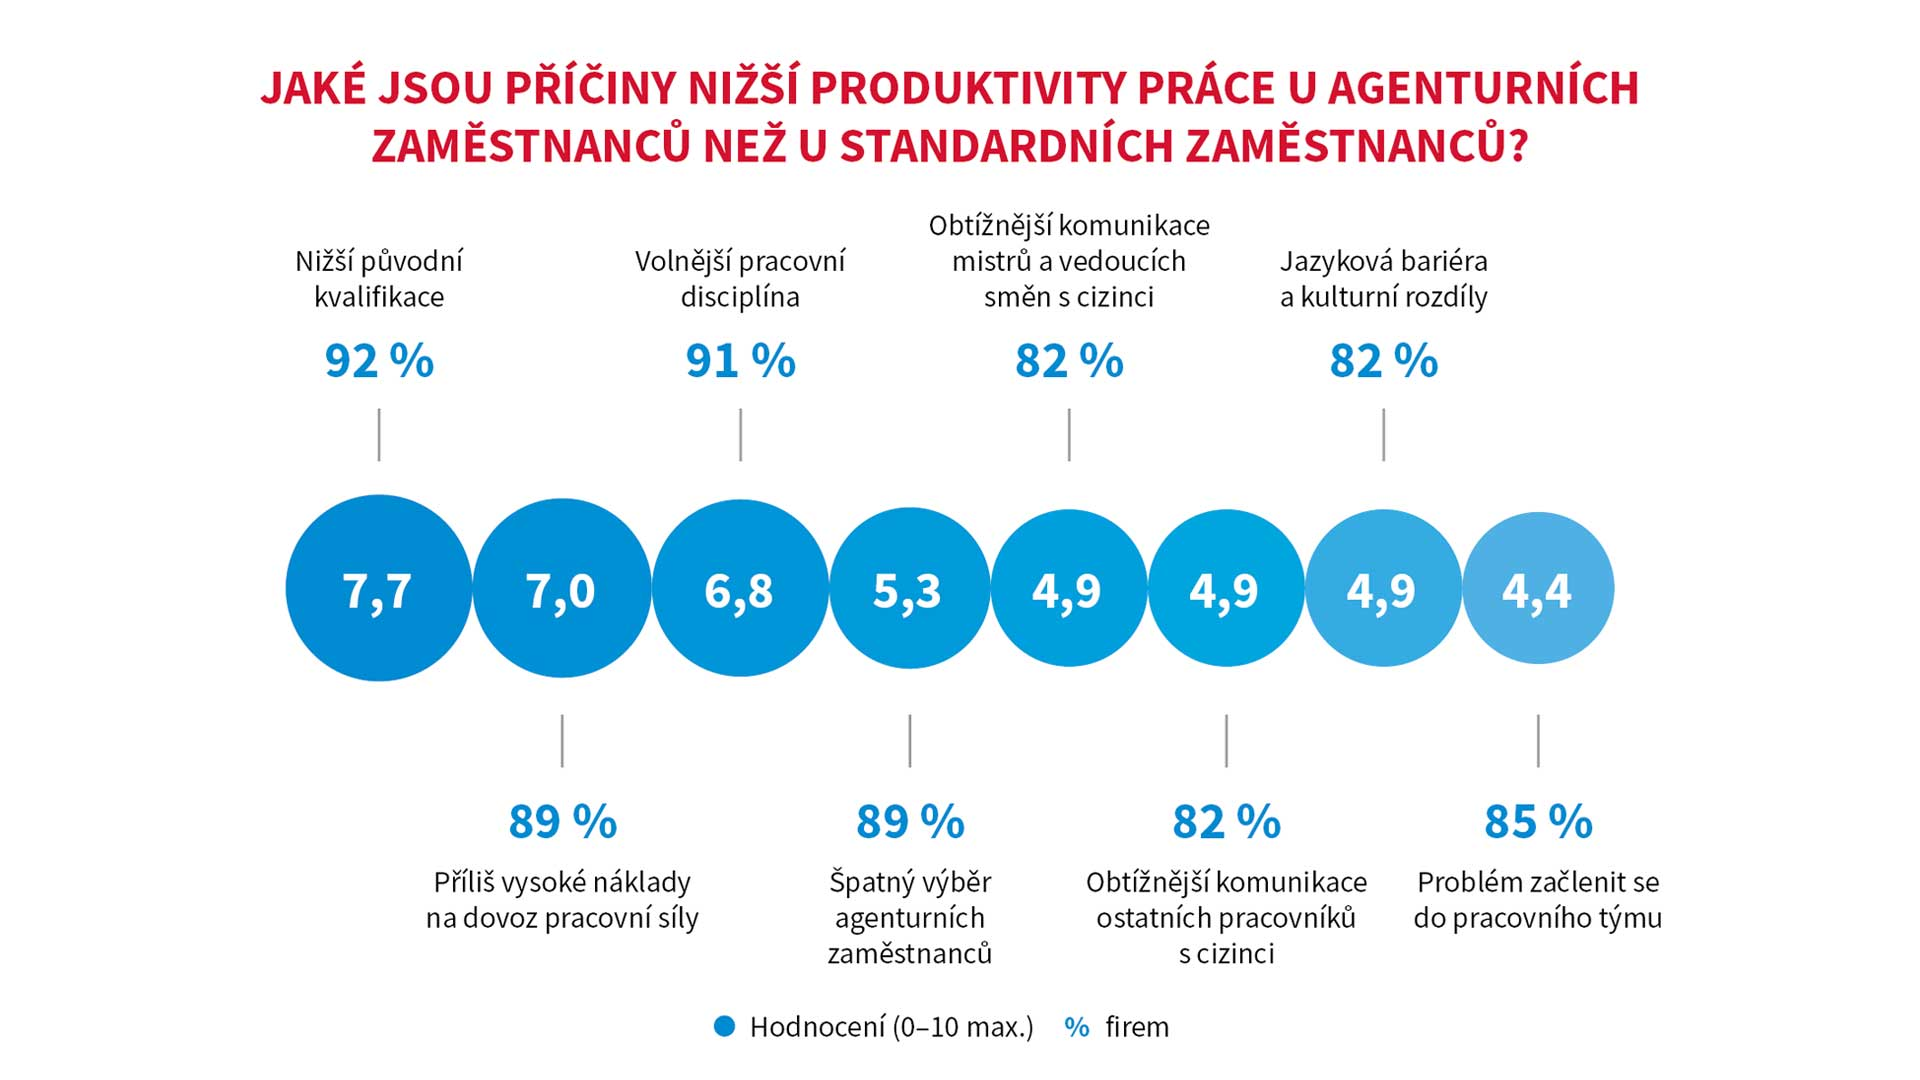 JAKÉ JSOU PŘÍČINY NIŽŠÍ PRODUKTIVITY PRÁCE U AGENTURNÍCH
ZAMĚSTNANCŮ NEŽ U STANDARDNÍCH ZAMĚSTNANCŮ?
Nižší původní
kvalifikace
92 %
Volnější pracovní
disciplína
91 %
Obtížnější komunikace
mistrů a vedoucích
směn s cizinci
82 %
Jazyková bariéra
a kulturní rozdíly
82 %
7,7
7,0
6,8
5,3
4,9
4,9
4,9
4,4
89 %
Příliš vysoké náklady
na dovoz pracovní síly
89 %
Špatný výběr
agenturních
zaměstnanců
82 %
Obtížnější komunikace
ostatních pracovníků
s cizinci
85 %
Problém začlenit se
do pracovního týmu
Hodnocení (0–10 max.) % firem